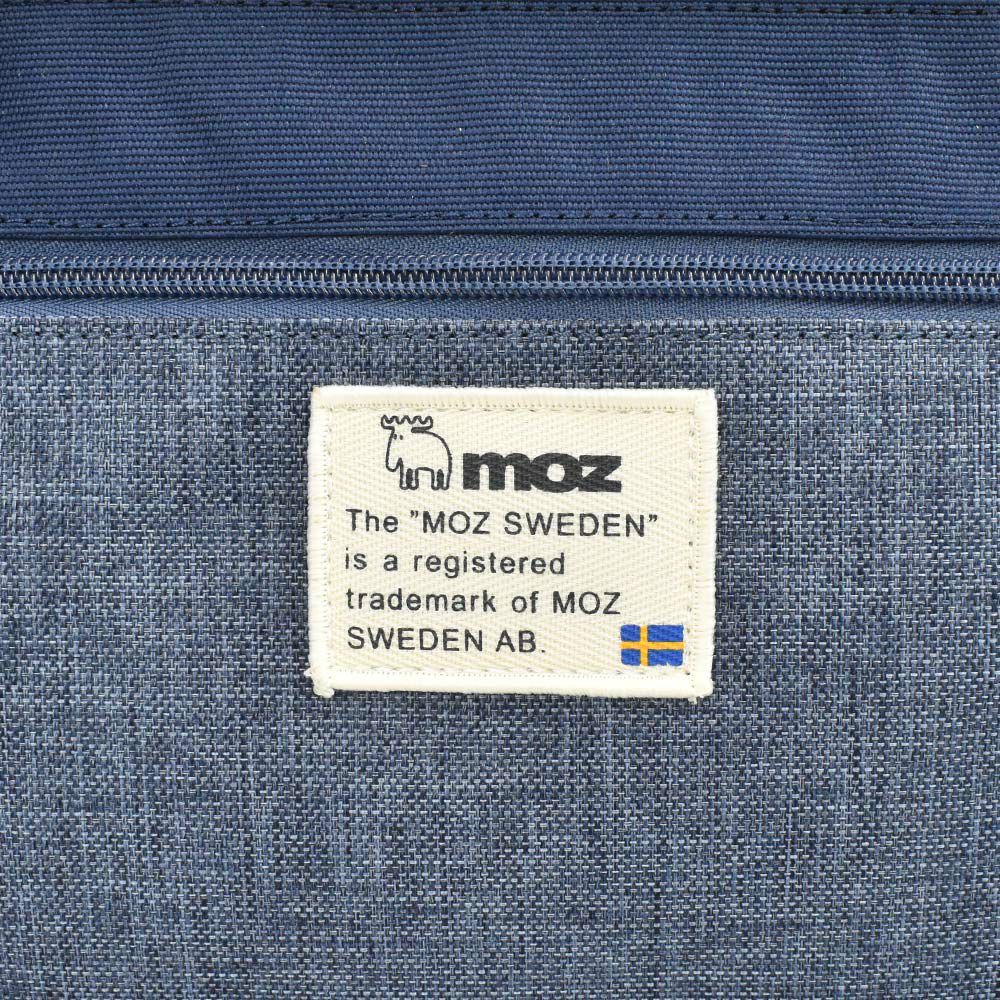 moz
The "MOZ SWEDEN"
is a registered
trademark of MOZ
SWEDEN AB.